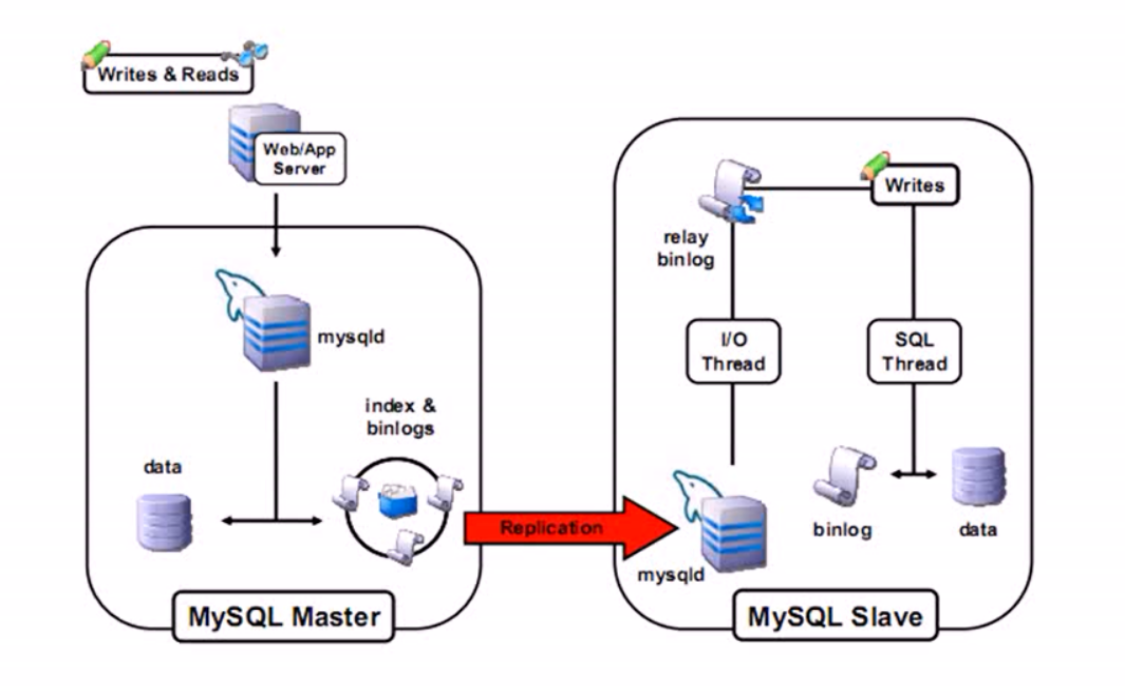 Writes & Reads
Web/App
Server
mysqld
index &
binlogs
data
MySQL Master
Replication
relay
binlog
Writes
I/O
Thread
SQL
Thread
binlog
data
mysqld
MySQL Slave